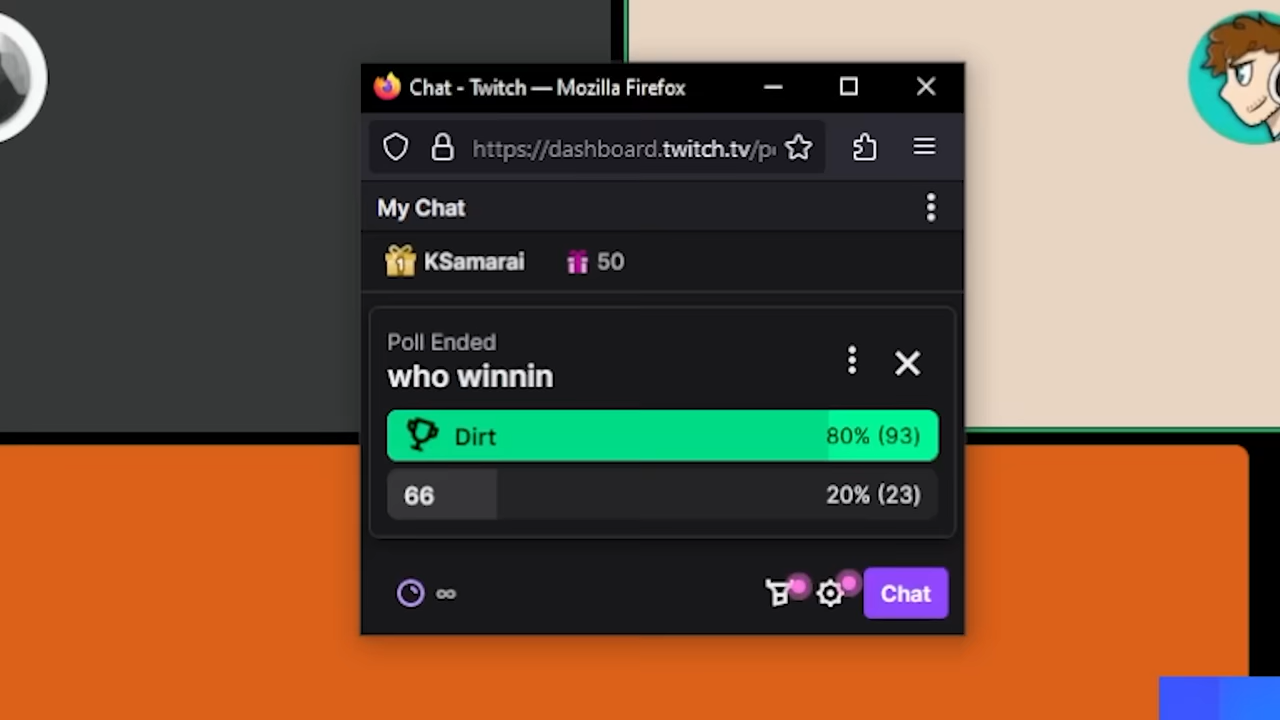 Chat - Twitch — Mozilla Firefox
https://dashboard.twitch.tv/p
My Chat
1 KSamarai 50
Poll Ended
who winnin
Dirt 80% (93)
66 20% (23)
∞ Chat